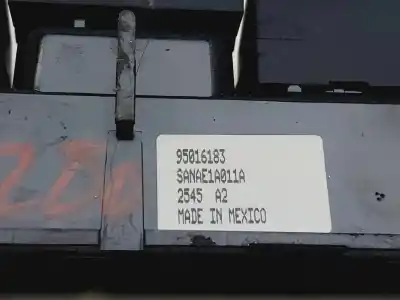 95016183
SANAE1A011A
2545 A2
MADE IN MEXICO